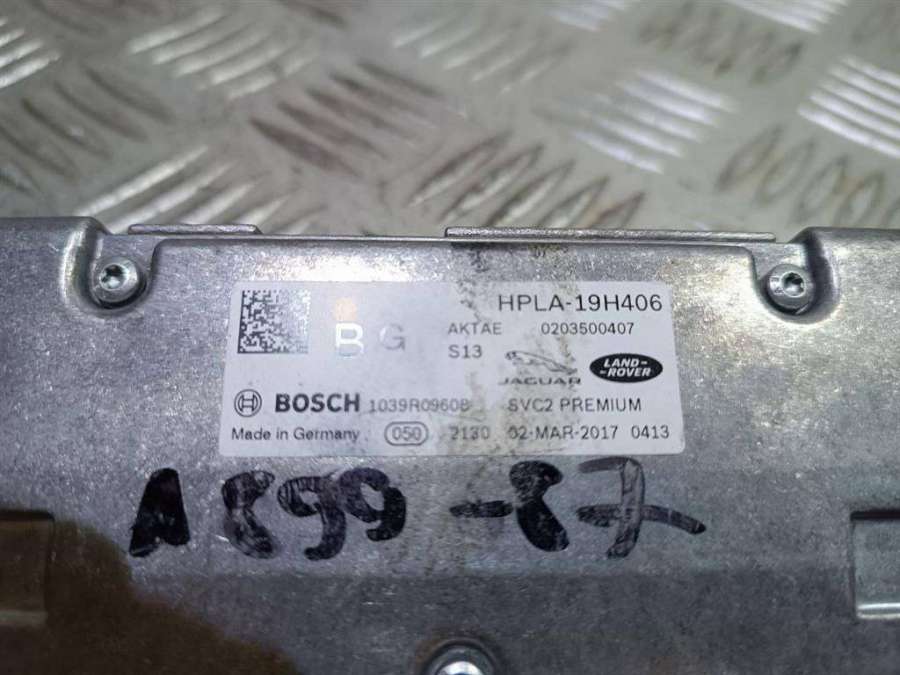 HPLA-19H406
BG
AKTAE 0203500407
S13
JAGUAR
LAND-
-ROVER
BOSCH 1039R09608 SVC2 PREMIUM
Made in Germany 050 2130 02-MAR-2017 0413
A899-87